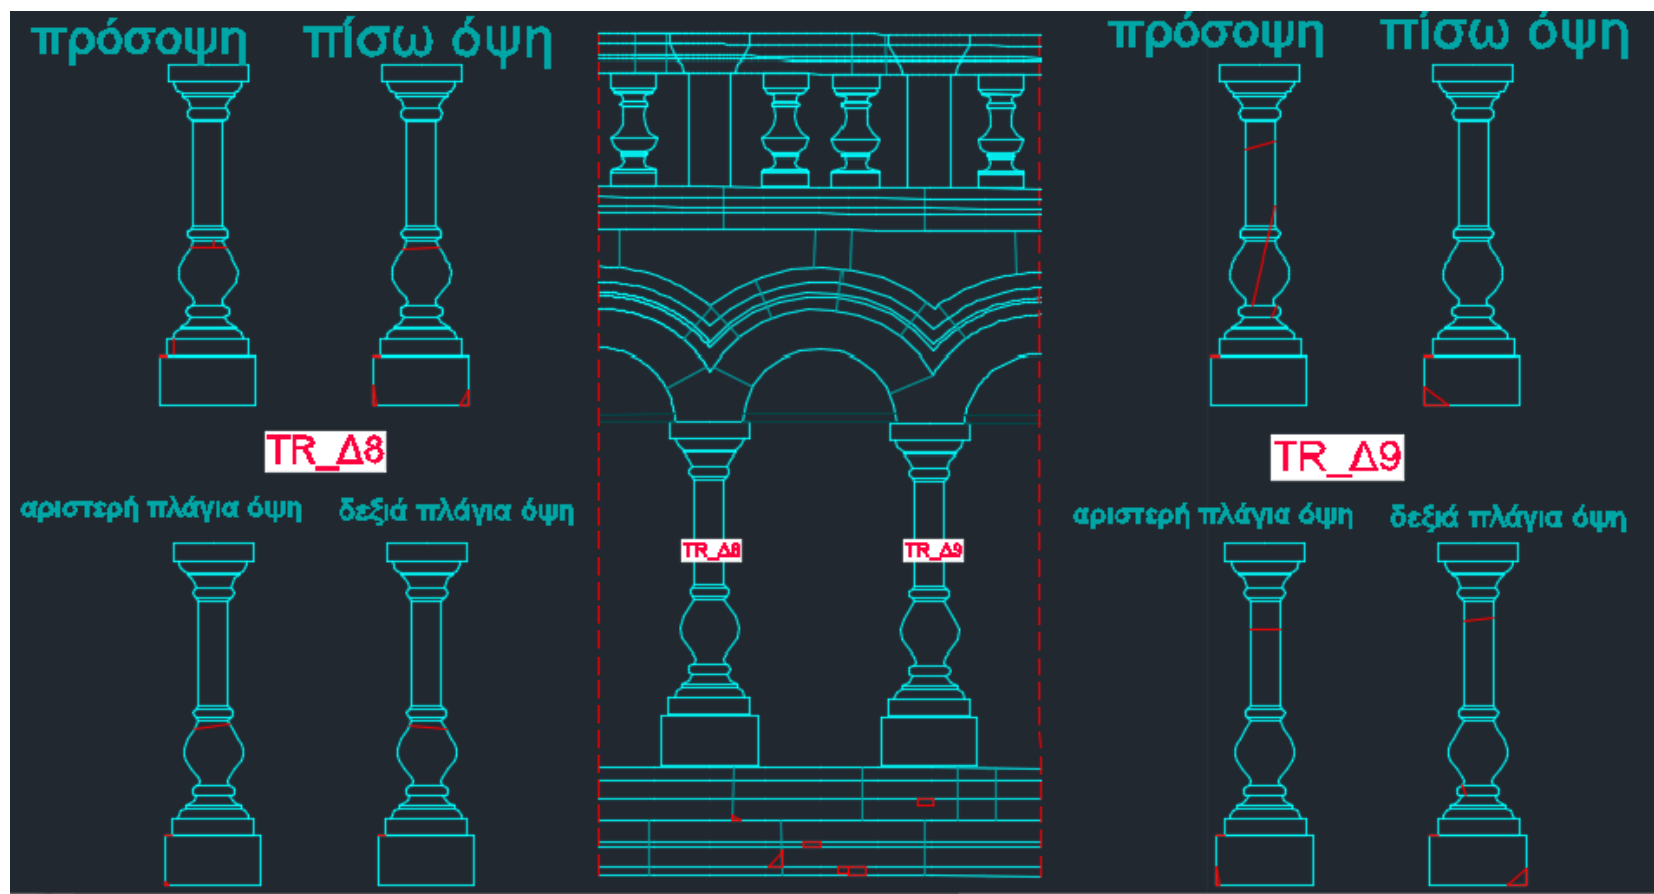 πρόσοψη πίσω όψη
πρόσοψη πίσω όψη
TR_Δ8
TR_Δ9
αριστερή πλάγια όψη δεξιά πλάγια όψη
αριστερή πλάγια όψη δεξιά πλάγια όψη
TR_Δ8
TR_Δ9